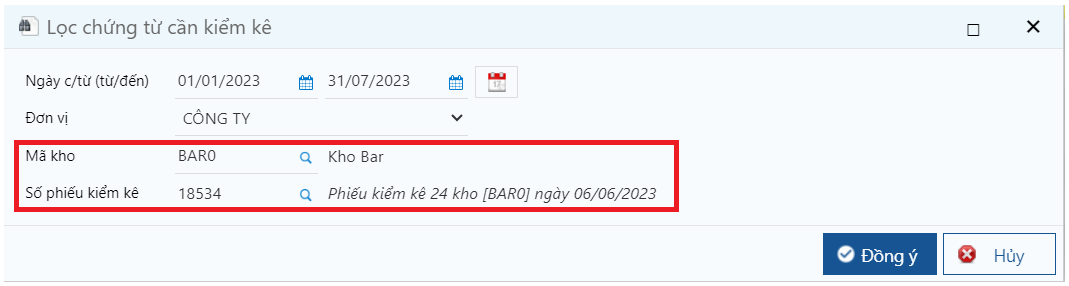 Lọc chứng từ cần kiểm kê
Ngày c/từ (từ/đến) 01/01/2023 31/07/2023
Đơn vị CÔNG TY
Mã kho BAR0 Kho Bar
Số phiếu kiểm kê 18534 Phiếu kiểm kê 24 kho [BAR0] ngày 06/06/2023
Đồng ý Hủy